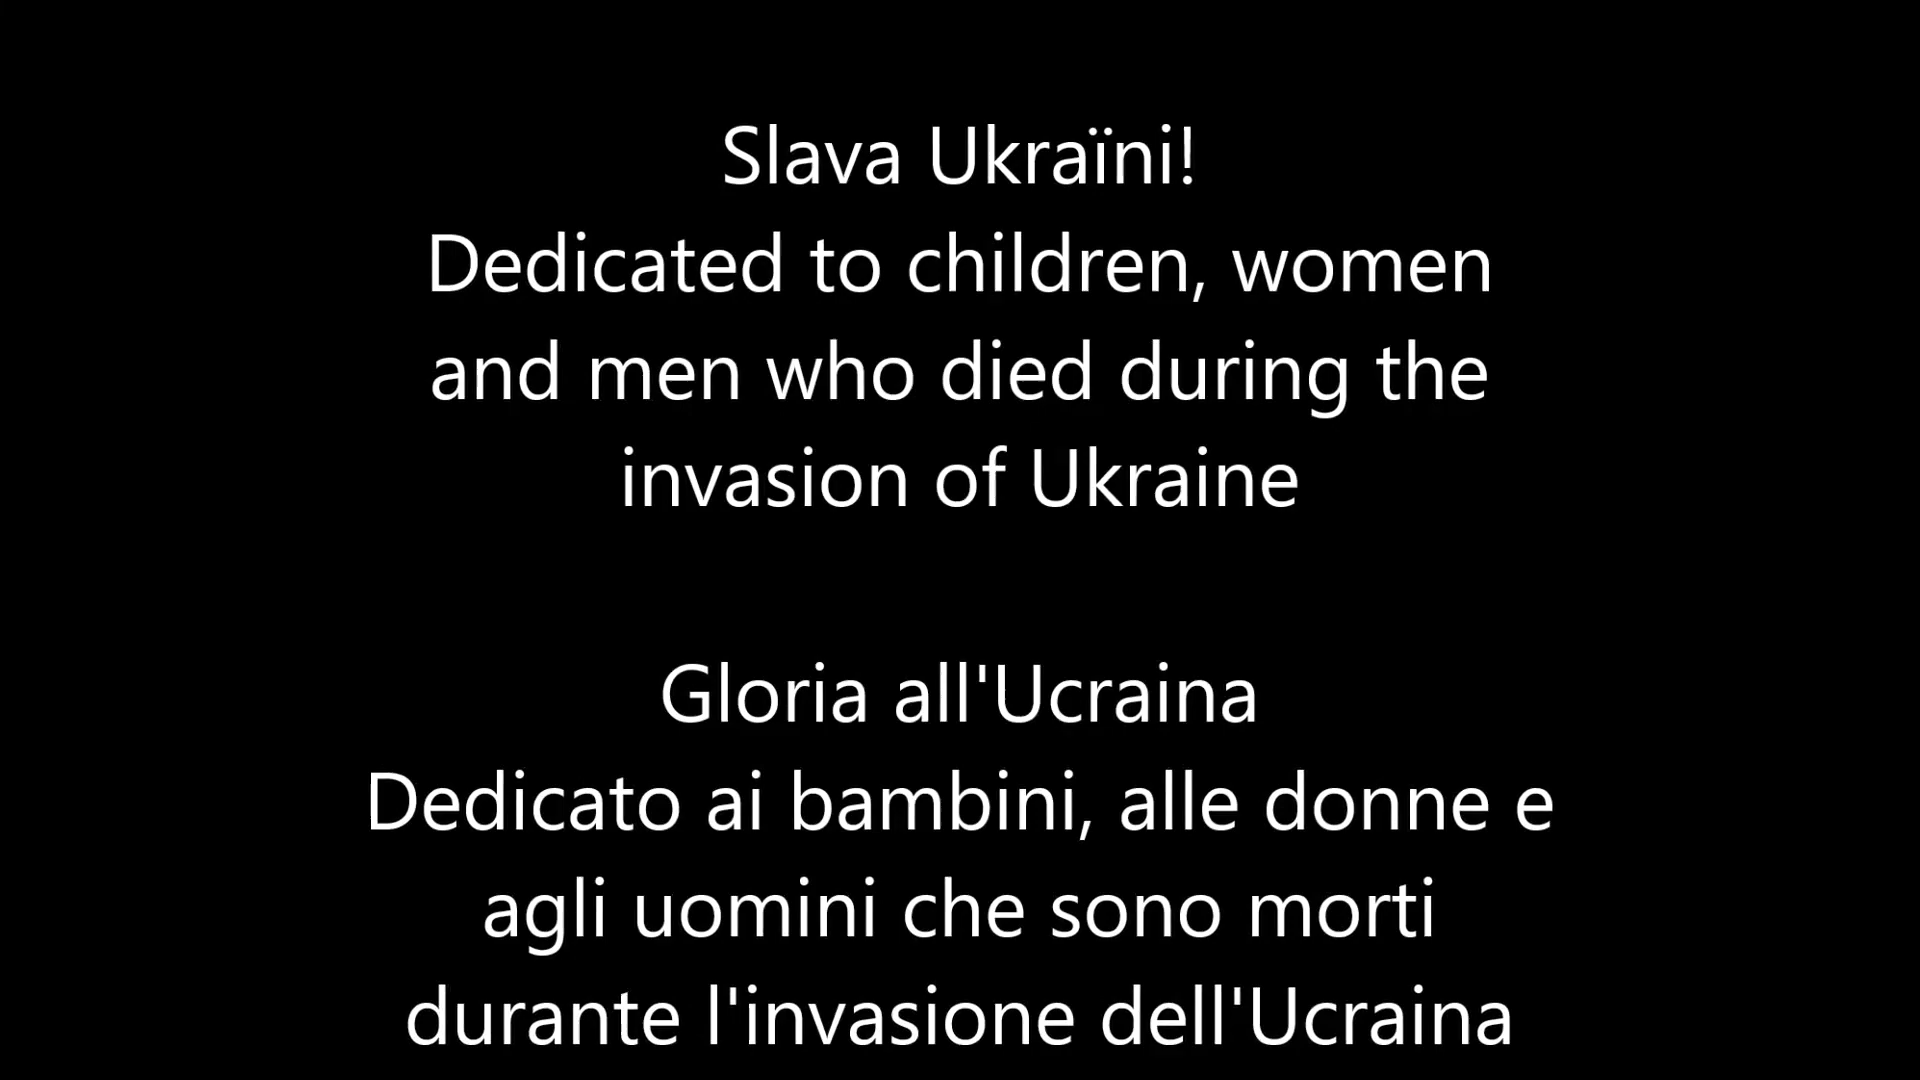 Slava Ukraïni!
Dedicated to children, women
and men who died during the
invasion of Ukraine
Gloria all'Ucraina
Dedicato ai bambini, alle donne e
agli uomini che sono morti
durante l'invasione dell'Ucraina